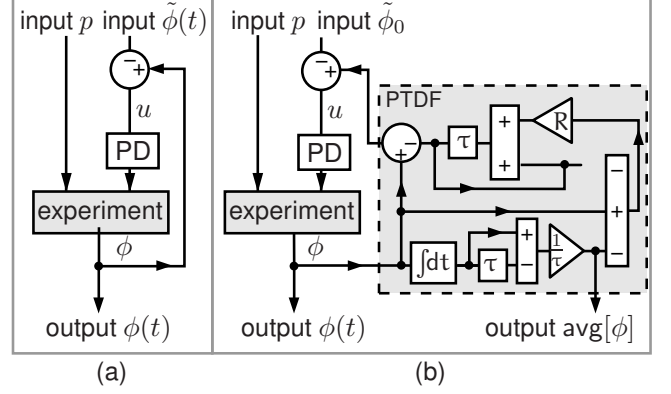 input p input ϕ̃(t)
− +
u
PD
experiment
ϕ
output ϕ(t)
(a)
input p input ϕ̃₀
− +
u
PD
experiment
ϕ
output ϕ(t)
PTDF
−
+
τ
+
+
R
−
+
−
∫dt
τ
+
−
1/τ
output avg[ϕ]
(b)